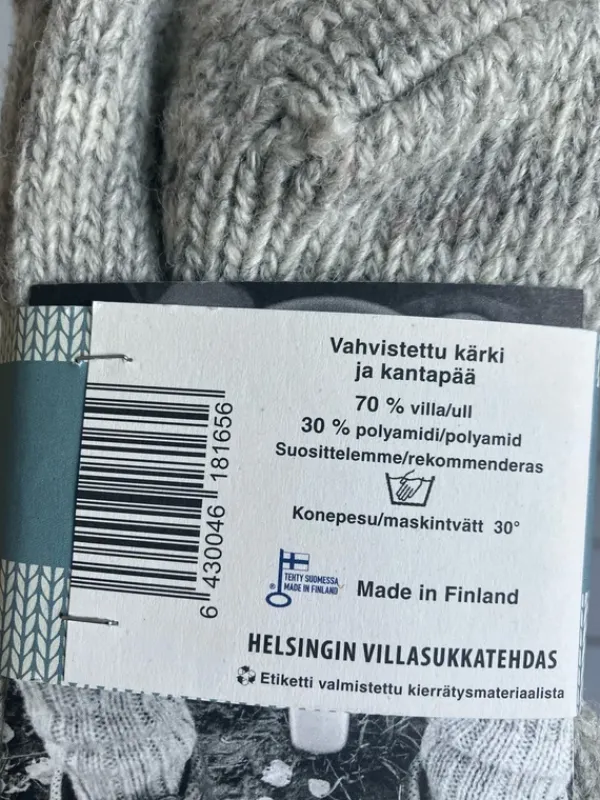 Vahvistettu kärki
ja kantapää
70 % villa/ull
30 % polyamidi/polyamid
Suosittelemme/rekommenderas
Konepesu/maskintvätt 30°
TEHTY SUOMESSA
® MADE IN FINLAND
Made in Finland
HELSINGIN VILLASUKKATEHDAS
Etiketti valmistettu kierrätysmateriaalista
6 430046 181656